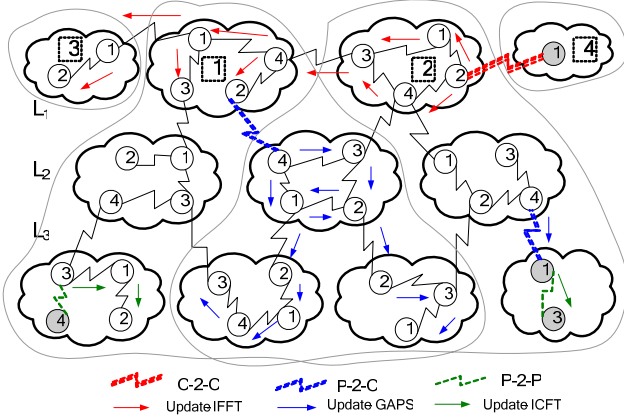 3 1 2
1 4 3 1 2
1 3 2 2 4
1 4
L1
L2
2 1 4 3
4 3 1 2
1 3 2 4
L3
3 1 4 2
3 2 4 1
2 3 1
1 3
C-2-C P-2-C P-2-P
Update IFFT Update GAPS Update ICFT